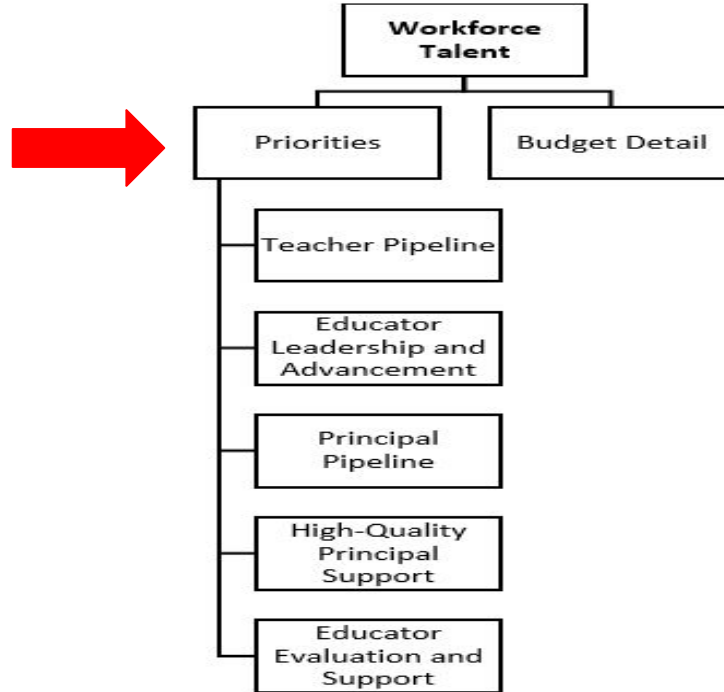 Workforce
Talent
Priorities
Budget Detail
Teacher Pipeline
Educator
Leadership and
Advancement
Principal
Pipeline
High-Quality
Principal
Support
Educator
Evaluation and
Support